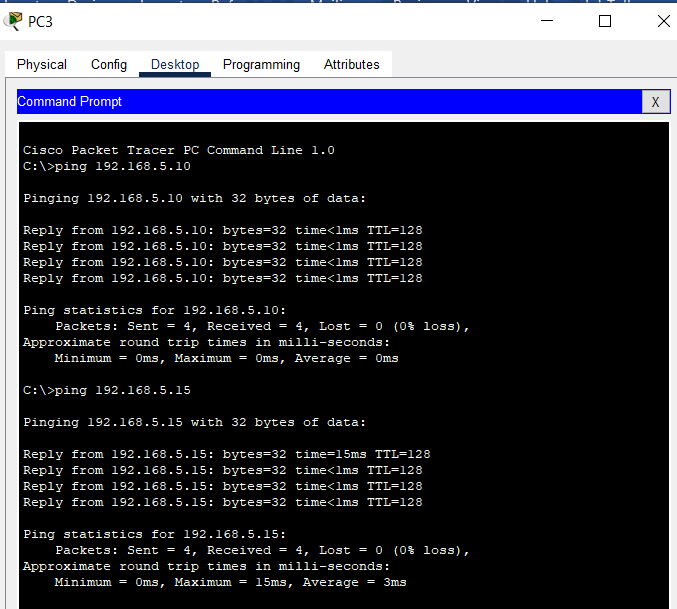 PC3
Physical Config Desktop Programming Attributes
Command Prompt
X
Cisco Packet Tracer PC Command Line 1.0
C:\>ping 192.168.5.10
Pinging 192.168.5.10 with 32 bytes of data:
Reply from 192.168.5.10: bytes=32 time<1ms TTL=128
Reply from 192.168.5.10: bytes=32 time<1ms TTL=128
Reply from 192.168.5.10: bytes=32 time<1ms TTL=128
Reply from 192.168.5.10: bytes=32 time<1ms TTL=128
Ping statistics for 192.168.5.10:
    Packets: Sent = 4, Received = 4, Lost = 0 (0% loss),
Approximate round trip times in milli-seconds:
    Minimum = 0ms, Maximum = 0ms, Average = 0ms
C:\>ping 192.168.5.15
Pinging 192.168.5.15 with 32 bytes of data:
Reply from 192.168.5.15: bytes=32 time=15ms TTL=128
Reply from 192.168.5.15: bytes=32 time<1ms TTL=128
Reply from 192.168.5.15: bytes=32 time<1ms TTL=128
Reply from 192.168.5.15: bytes=32 time<1ms TTL=128
Ping statistics for 192.168.5.15:
    Packets: Sent = 4, Received = 4, Lost = 0 (0% loss),
Approximate round trip times in milli-seconds:
    Minimum = 0ms, Maximum = 15ms, Average = 3ms